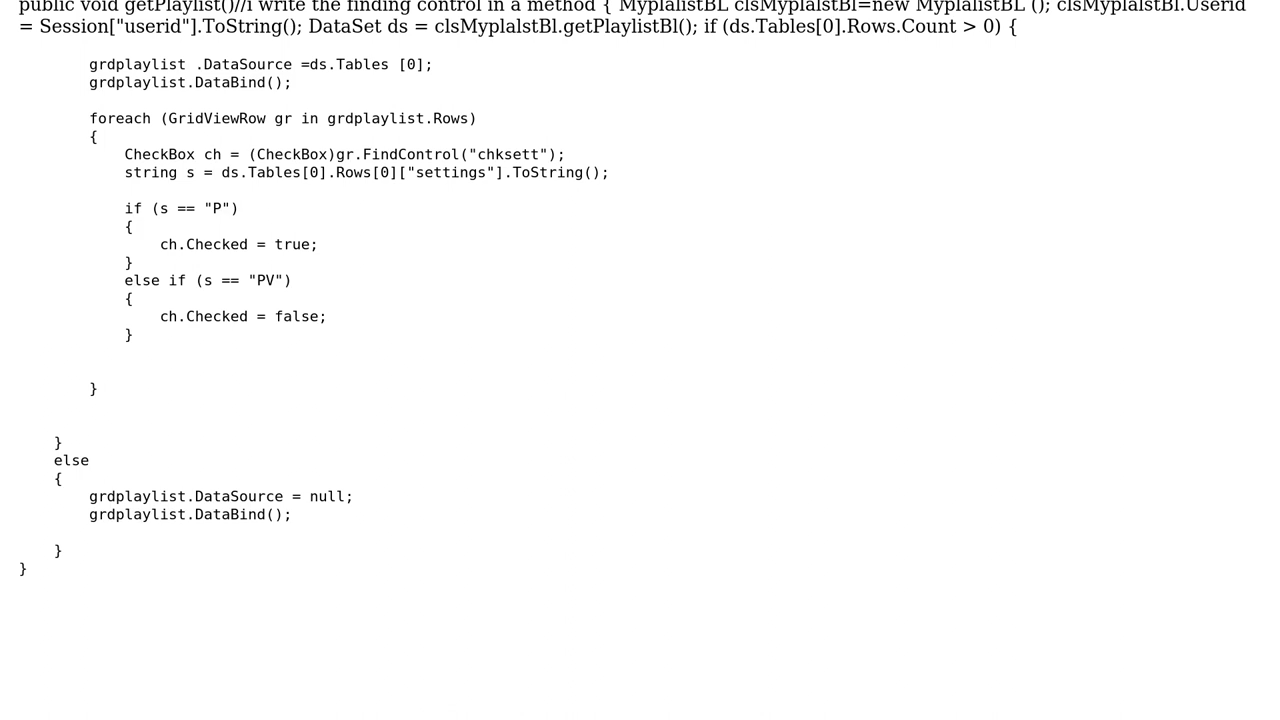 public void getPlaylist()//i write the finding control in a method { MyplalistBL clsMyplalstBl=new MyplalistBL (); clsMyplalstBl.Userid
= Session["userid"].ToString(); DataSet ds = clsMyplalstBl.getPlaylistBl(); if (ds.Tables[0].Rows.Count > 0) {
grdplaylist .DataSource =ds.Tables [0];
grdplaylist.DataBind();
foreach (GridViewRow gr in grdplaylist.Rows)
{
CheckBox ch = (CheckBox)gr.FindControl("chksett");
string s = ds.Tables[0].Rows[0]["settings"].ToString();
if (s == "P")
{
ch.Checked = true;
}
else if (s == "PV")
{
ch.Checked = false;
}
}
}
else
{
grdplaylist.DataSource = null;
grdplaylist.DataBind();
}
}